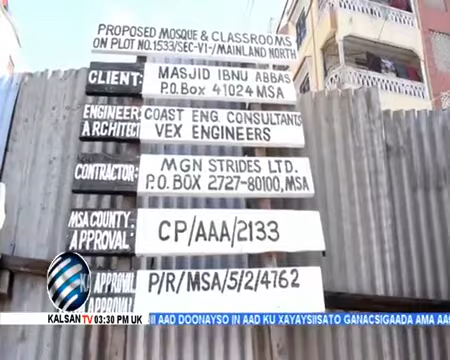 PROPOSED MOSQUE & CLASSROOMS
ON PLOT NO.1533/SEC-VI-/MAINLAND NORTH
CLIENT: MASJID IBNU ABBAS
P.O.Box 41024 MSA
ENGINEER: COAST ENG. CONSULTANTS
ARCHITECT VEX ENGINEERS
CONTRACTOR: MGN STRIDES LTD.
P.O. BOX 2727-80100, MSA
MSA COUNTY.
APPROVAL: CP/AAA/2133
APPROVAL P/R/MSA/5/2/4762
APPROVAL
KALSAN TV 03:30 PM UK
AAD DOONAYSO IN AAD KU XAYAYSIISATO GANACSIGAADA AMA